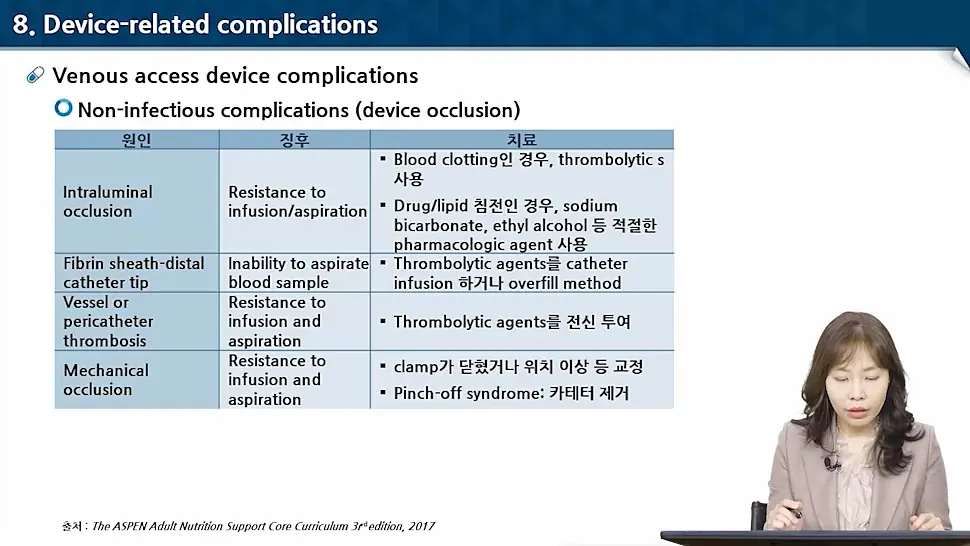 8. Device-related complications
Venous access device complications
Non-infectious complications (device occlusion)
원인 징후 치료
Intraluminal
occlusion
Resistance to
infusion/aspiration
▪ Blood clotting인 경우, thrombolytic s
사용
▪ Drug/lipid 침전인 경우, sodium
bicarbonate, ethyl alcohol 등 적절한
pharmacologic agent 사용
Fibrin sheath-distal
catheter tip
Inability to aspirate
blood sample
▪ Thrombolytic agents를 catheter
infusion 하거나 overfill method
Vessel or
pericatheter
thrombosis
Resistance to
infusion and
aspiration
▪ Thrombolytic agents를 전신 투여
Mechanical
occlusion
Resistance to
infusion and
aspiration
▪ clamp가 닫혔거나 위치 이상 등 교정
▪ Pinch-off syndrome: 카테터 제거
출처 : The ASPEN Adult Nutrition Support Core Curriculum 3rd edition, 2017